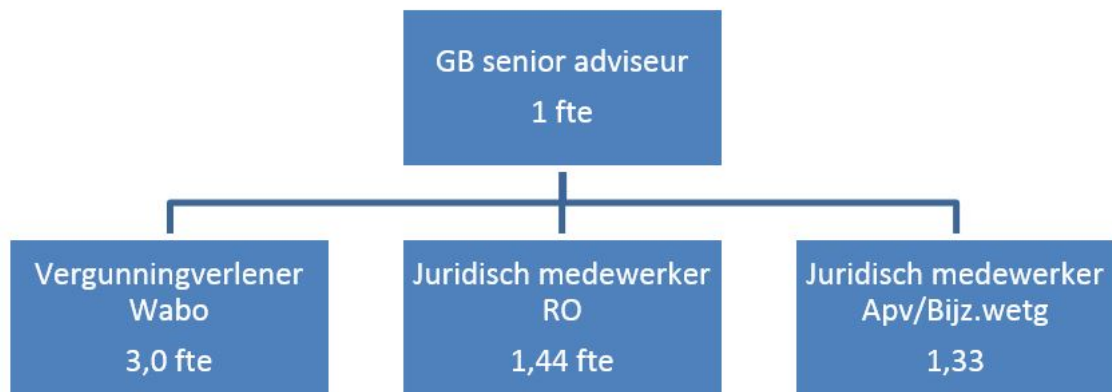 GB senior adviseur
1 fte
Vergunningverlener
Wabo
3,0 fte
Juridisch medewerker
RO
1,44 fte
Juridisch medewerker
Apv/Bijz.wetg
1,33